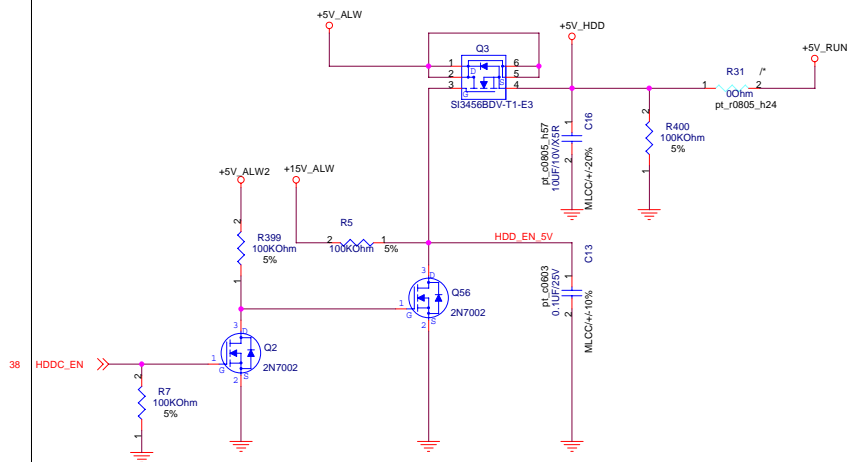 +5V_ALW
+5V_HDD
+5V_RUN
Q3
1
2
3
6
5
4
D
S
G
SI3456BDV-T1-E3
R31
/*
1
2
0Ohm
pt_r0805_h24
1
2
C16
pt_c0805_h57
10UF/10V/X5R
MLCC/+/-20%
2
R400
100KOhm
5%
1
+5V_ALW2
+15V_ALW
2
R399
100KOhm
5%
1
R5
2
1
100KOhm
5%
HDD_EN_5V
3
D
Q56
1
G
2N7002
2
S
1
2
C13
pt_c0603
0.1UF/25V
MLCC/+/-10%
3
D
Q2
1
G
2N7002
2
S
38
HDDC_EN
2
R7
100KOhm
5%
1